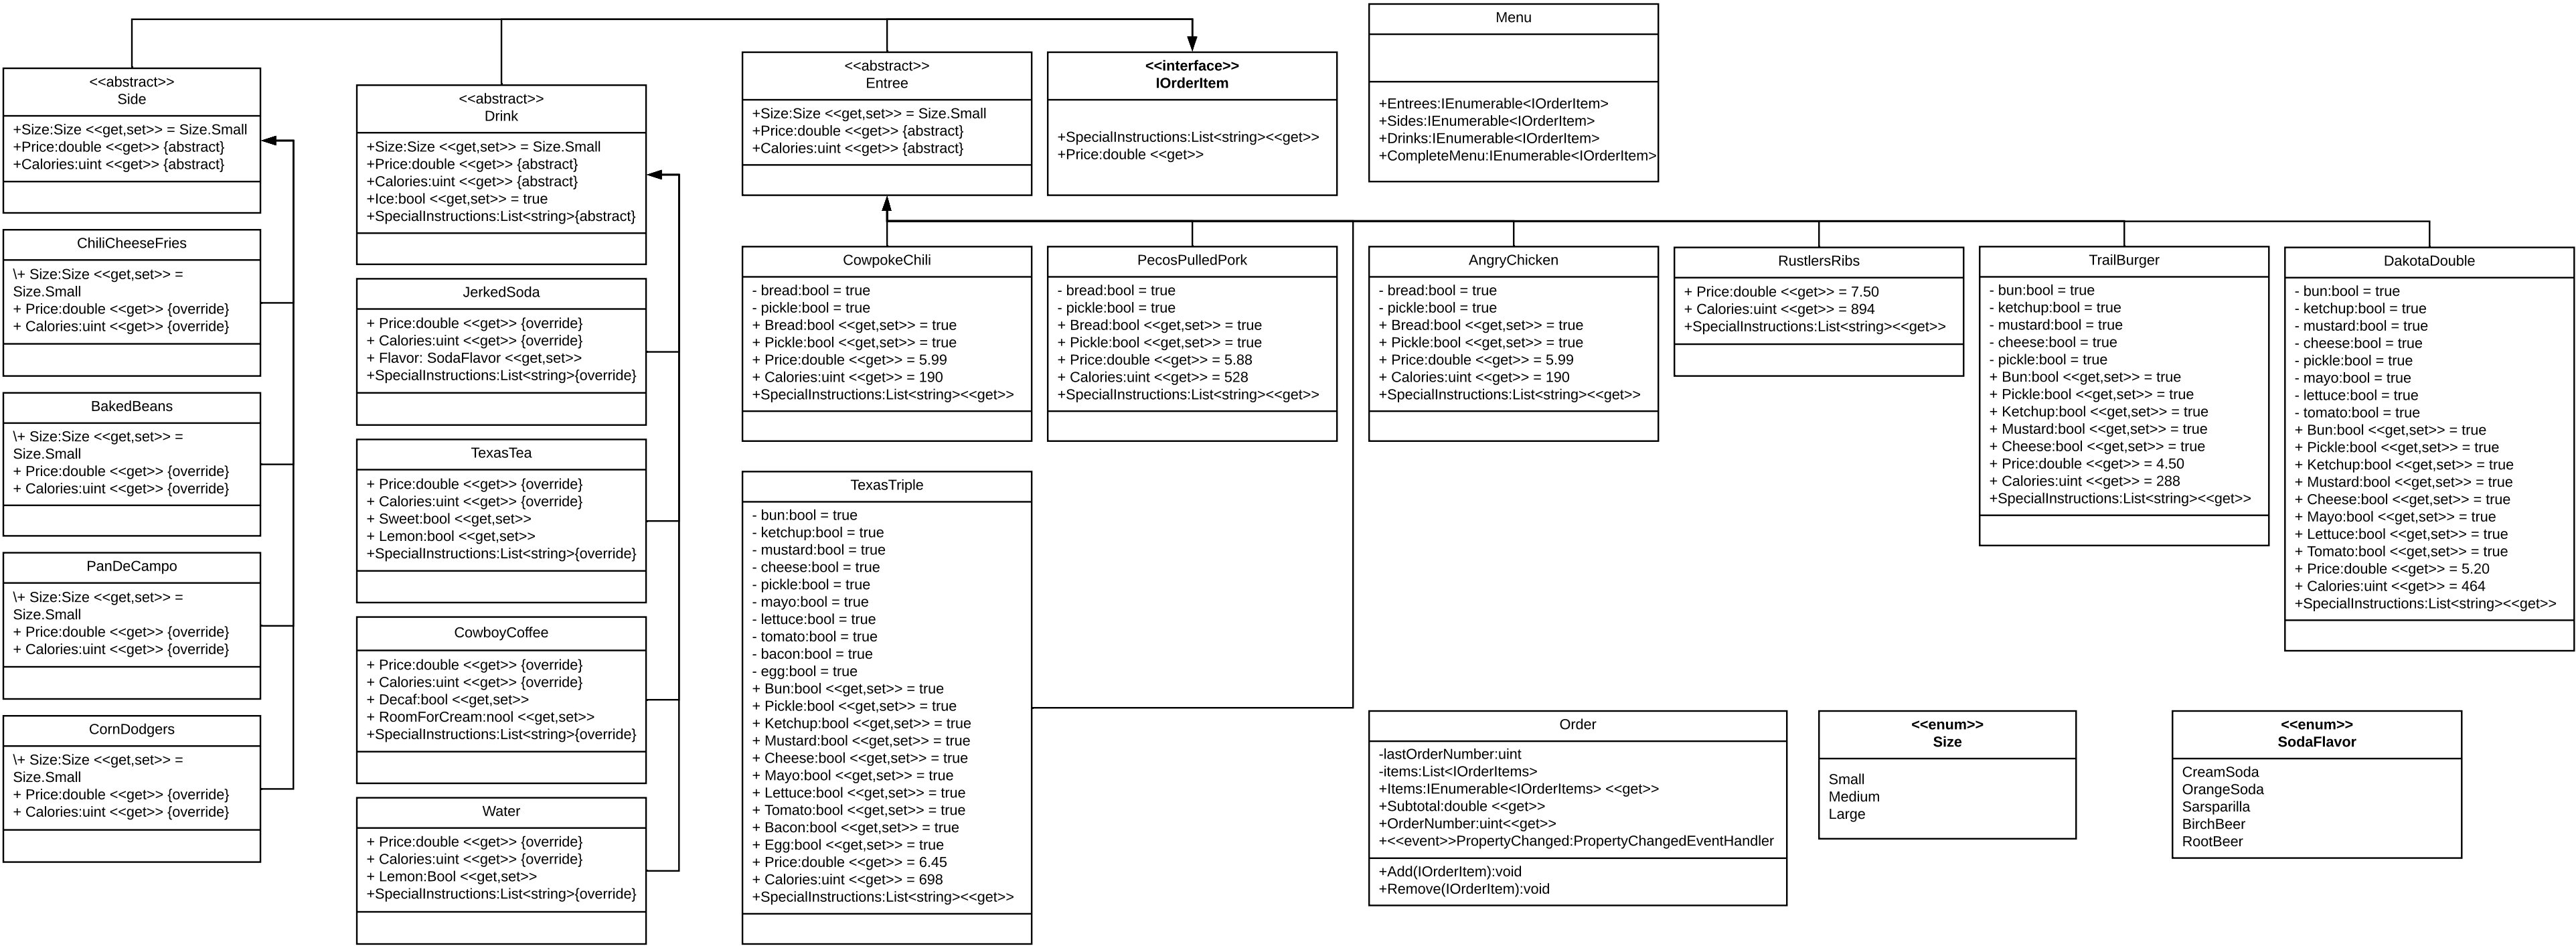 <<abstract>>
Side
+Size:Size <<get,set>> = Size.Small
+Price:double <<get>> {abstract}
+Calories:uint <<get>> {abstract}
ChiliCheeseFries
\+ Size:Size <<get,set>> =
Size.Small
+ Price:double <<get>> {override}
+ Calories:uint <<get>> {override}
BakedBeans
\+ Size:Size <<get,set>> =
Size.Small
+ Price:double <<get>> {override}
+ Calories:uint <<get>> {override}
PanDeCampo
\+ Size:Size <<get,set>> =
Size.Small
+ Price:double <<get>> {override}
+ Calories:uint <<get>> {override}
CornDodgers
\+ Size:Size <<get,set>> =
Size.Small
+ Price:double <<get>> {override}
+ Calories:uint <<get>> {override}
<<abstract>>
Drink
+Size:Size <<get,set>> = Size.Small
+Price:double <<get>> {abstract}
+Calories:uint <<get>> {abstract}
+Ice:bool <<get,set>> = true
+SpecialInstructions:List<string>{abstract}
JerkedSoda
+ Price:double <<get>> {override}
+ Calories:uint <<get>> {override}
+ Flavor: SodaFlavor <<get,set>>
+SpecialInstructions:List<string>{override}
TexasTea
+ Price:double <<get>> {override}
+ Calories:uint <<get>> {override}
+ Sweet:bool <<get,set>>
+ Lemon:bool <<get,set>>
+SpecialInstructions:List<string>{override}
CowboyCoffee
+ Price:double <<get>> {override}
+ Calories:uint <<get>> {override}
+ Decaf:bool <<get,set>>
+ RoomForCream:nool <<get,set>>
+SpecialInstructions:List<string>{override}
Water
+ Price:double <<get>> {override}
+ Calories:uint <<get>> {override}
+ Lemon:Bool <<get,set>>
+SpecialInstructions:List<string>{override}
<<abstract>>
Entree
+Size:Size <<get,set>> = Size.Small
+Price:double <<get>> {abstract}
+Calories:uint <<get>> {abstract}
<<interface>>
IOrderItem
+SpecialInstructions:List<string><<get>>
+Price:double <<get>>
Menu
+Entrees:IEnumerable<IOrderItem>
+Sides:IEnumerable<IOrderItem>
+Drinks:IEnumerable<IOrderItem>
+CompleteMenu:IEnumerable<IOrderItem>
CowpokeChili
- bread:bool = true
- pickle:bool = true
+ Bread:bool <<get,set>> = true
+ Pickle:bool <<get,set>> = true
+ Price:double <<get>> = 5.99
+ Calories:uint <<get>> = 190
+SpecialInstructions:List<string><<get>>
PecosPulledPork
- bread:bool = true
- pickle:bool = true
+ Bread:bool <<get,set>> = true
+ Pickle:bool <<get,set>> = true
+ Price:double <<get>> = 5.88
+ Calories:uint <<get>> = 528
+SpecialInstructions:List<string><<get>>
AngryChicken
- bread:bool = true
- pickle:bool = true
+ Bread:bool <<get,set>> = true
+ Pickle:bool <<get,set>> = true
+ Price:double <<get>> = 5.99
+ Calories:uint <<get>> = 190
+SpecialInstructions:List<string><<get>>
RustlersRibs
+ Price:double <<get>> = 7.50
+ Calories:uint <<get>> = 894
+SpecialInstructions:List<string><<get>>
TrailBurger
- bun:bool = true
- ketchup:bool = true
- mustard:bool = true
- cheese:bool = true
- pickle:bool = true
+ Bun:bool <<get,set>> = true
+ Pickle:bool <<get,set>> = true
+ Ketchup:bool <<get,set>> = true
+ Mustard:bool <<get,set>> = true
+ Cheese:bool <<get,set>> = true
+ Price:double <<get>> = 4.50
+ Calories:uint <<get>> = 288
+SpecialInstructions:List<string><<get>>
DakotaDouble
- bun:bool = true
- ketchup:bool = true
- mustard:bool = true
- cheese:bool = true
- pickle:bool = true
- mayo:bool = true
- lettuce:bool = true
- tomato:bool = true
+ Bun:bool <<get,set>> = true
+ Pickle:bool <<get,set>> = true
+ Ketchup:bool <<get,set>> = true
+ Mustard:bool <<get,set>> = true
+ Cheese:bool <<get,set>> = true
+ Mayo:bool <<get,set>> = true
+ Lettuce:bool <<get,set>> = true
+ Tomato:bool <<get,set>> = true
+ Price:double <<get>> = 5.20
+ Calories:uint <<get>> = 464
+SpecialInstructions:List<string><<get>>
TexasTriple
- bun:bool = true
- ketchup:bool = true
- mustard:bool = true
- cheese:bool = true
- pickle:bool = true
- mayo:bool = true
- lettuce:bool = true
- tomato:bool = true
- bacon:bool = true
- egg:bool = true
+ Bun:bool <<get,set>> = true
+ Pickle:bool <<get,set>> = true
+ Ketchup:bool <<get,set>> = true
+ Mustard:bool <<get,set>> = true
+ Cheese:bool <<get,set>> = true
+ Mayo:bool <<get,set>> = true
+ Lettuce:bool <<get,set>> = true
+ Tomato:bool <<get,set>> = true
+ Bacon:bool <<get,set>> = true
+ Egg:bool <<get,set>> = true
+ Price:double <<get>> = 6.45
+ Calories:uint <<get>> = 698
+SpecialInstructions:List<string><<get>>
Order
-lastOrderNumber:uint
-items:List<IOrderItems>
+Items:IEnumerable<IOrderItems> <<get>>
+Subtotal:double <<get>>
+OrderNumber:uint<<get>>
+<<event>>PropertyChanged:PropertyChangedEventHandler
+Add(IOrderItem):void
+Remove(IOrderItem):void
<<enum>>
Size
Small
Medium
Large
<<enum>>
SodaFlavor
CreamSoda
OrangeSoda
Sarsparilla
BirchBeer
RootBeer